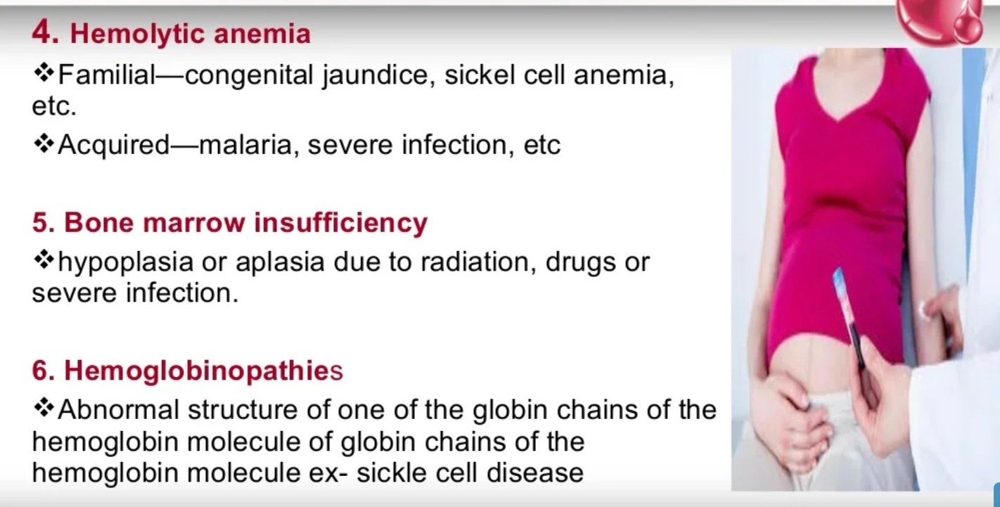 4. Hemolytic anemia
❖Familial—congenital jaundice, sickel cell anemia,
etc.
❖Acquired—malaria, severe infection, etc
5. Bone marrow insufficiency
❖hypoplasia or aplasia due to radiation, drugs or
severe infection.
6. Hemoglobinopathies
❖Abnormal structure of one of the globin chains of the
hemoglobin molecule of globin chains of the
hemoglobin molecule ex- sickle cell disease